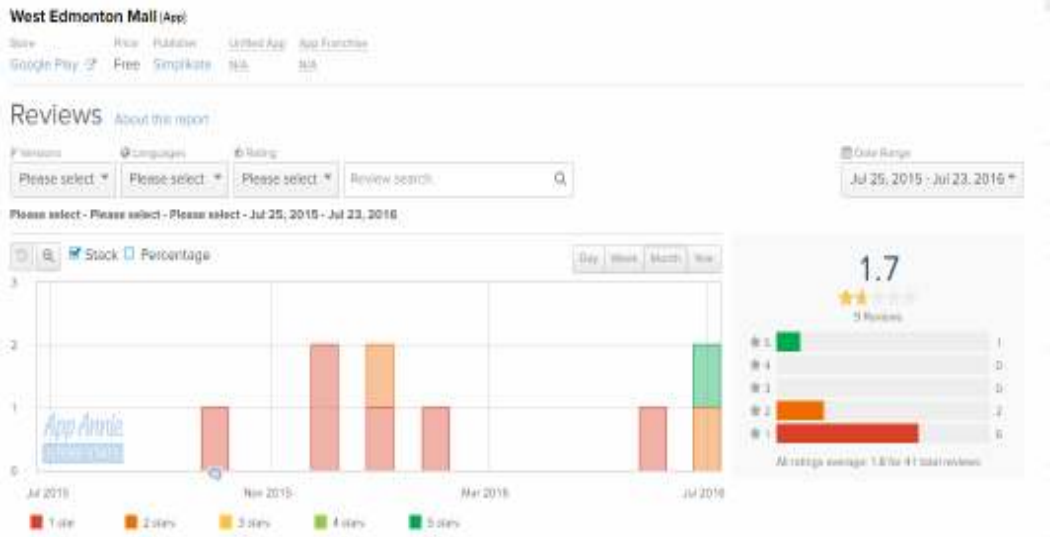 West Edmonton Mall (App)
Store Price Publisher Unified App App Franchise
Google Play Free Simplikate N/A N/A
Reviews About this report
Versions Languages Rating Date Range
Please select Please select Please select Review search Jul 25, 2015 - Jul 23, 2016
Please select - Please select - Please select - Jul 25, 2015 - Jul 23, 2016
Stack Percentage Day Week Month Year
1.7
9 Reviews
3
2
1
0
App Annie
5 1
4 0
3 0
2 2
1 6
All ratings average: 1.8 for 41 total reviews
Jul 2015 Nov 2015 Mar 2016 Jul 2016
1 star 2 stars 3 stars 4 stars 5 stars